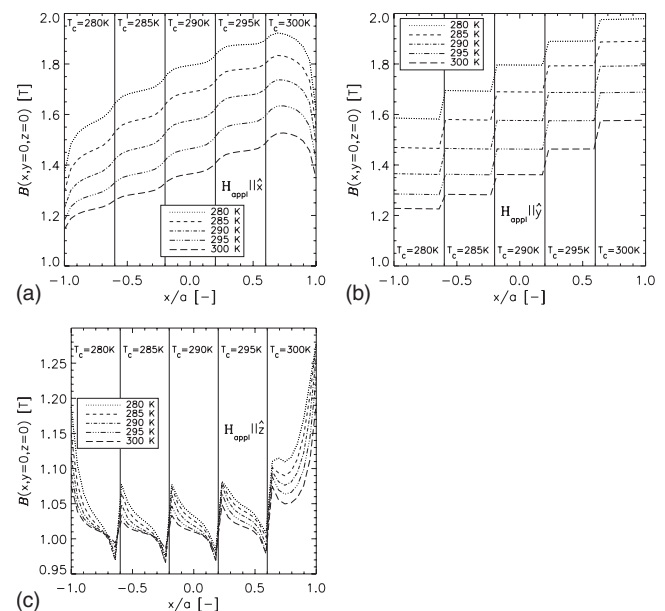 T_c=280K T_c=285K T_c=290K T_c=295K T_c=300K
B(x,y=0,z=0) [T]
2.0
1.8
1.6
1.4
1.2
1.0
H_appl||x̂
280 K
285 K
290 K
295 K
300 K
-1.0 -0.5 0.0 0.5 1.0
x/a [-]
(a)
280 K
285 K
290 K
295 K
300 K
B(x,y=0,z=0) [T]
2.0
1.8
1.6
1.4
1.2
1.0
H_appl||ŷ
T_c=280K T_c=285K T_c=290K T_c=295K T_c=300K
-1.0 -0.5 0.0 0.5 1.0
x/a [-]
(b)
T_c=280K T_c=285K T_c=290K T_c=295K T_c=300K
B(x,y=0,z=0) [T]
1.25
1.20
1.15
1.10
1.05
1.00
0.95
280 K
285 K
290 K
295 K
300 K
H_appl||ẑ
-1.0 -0.5 0.0 0.5 1.0
x/a [-]
(c)